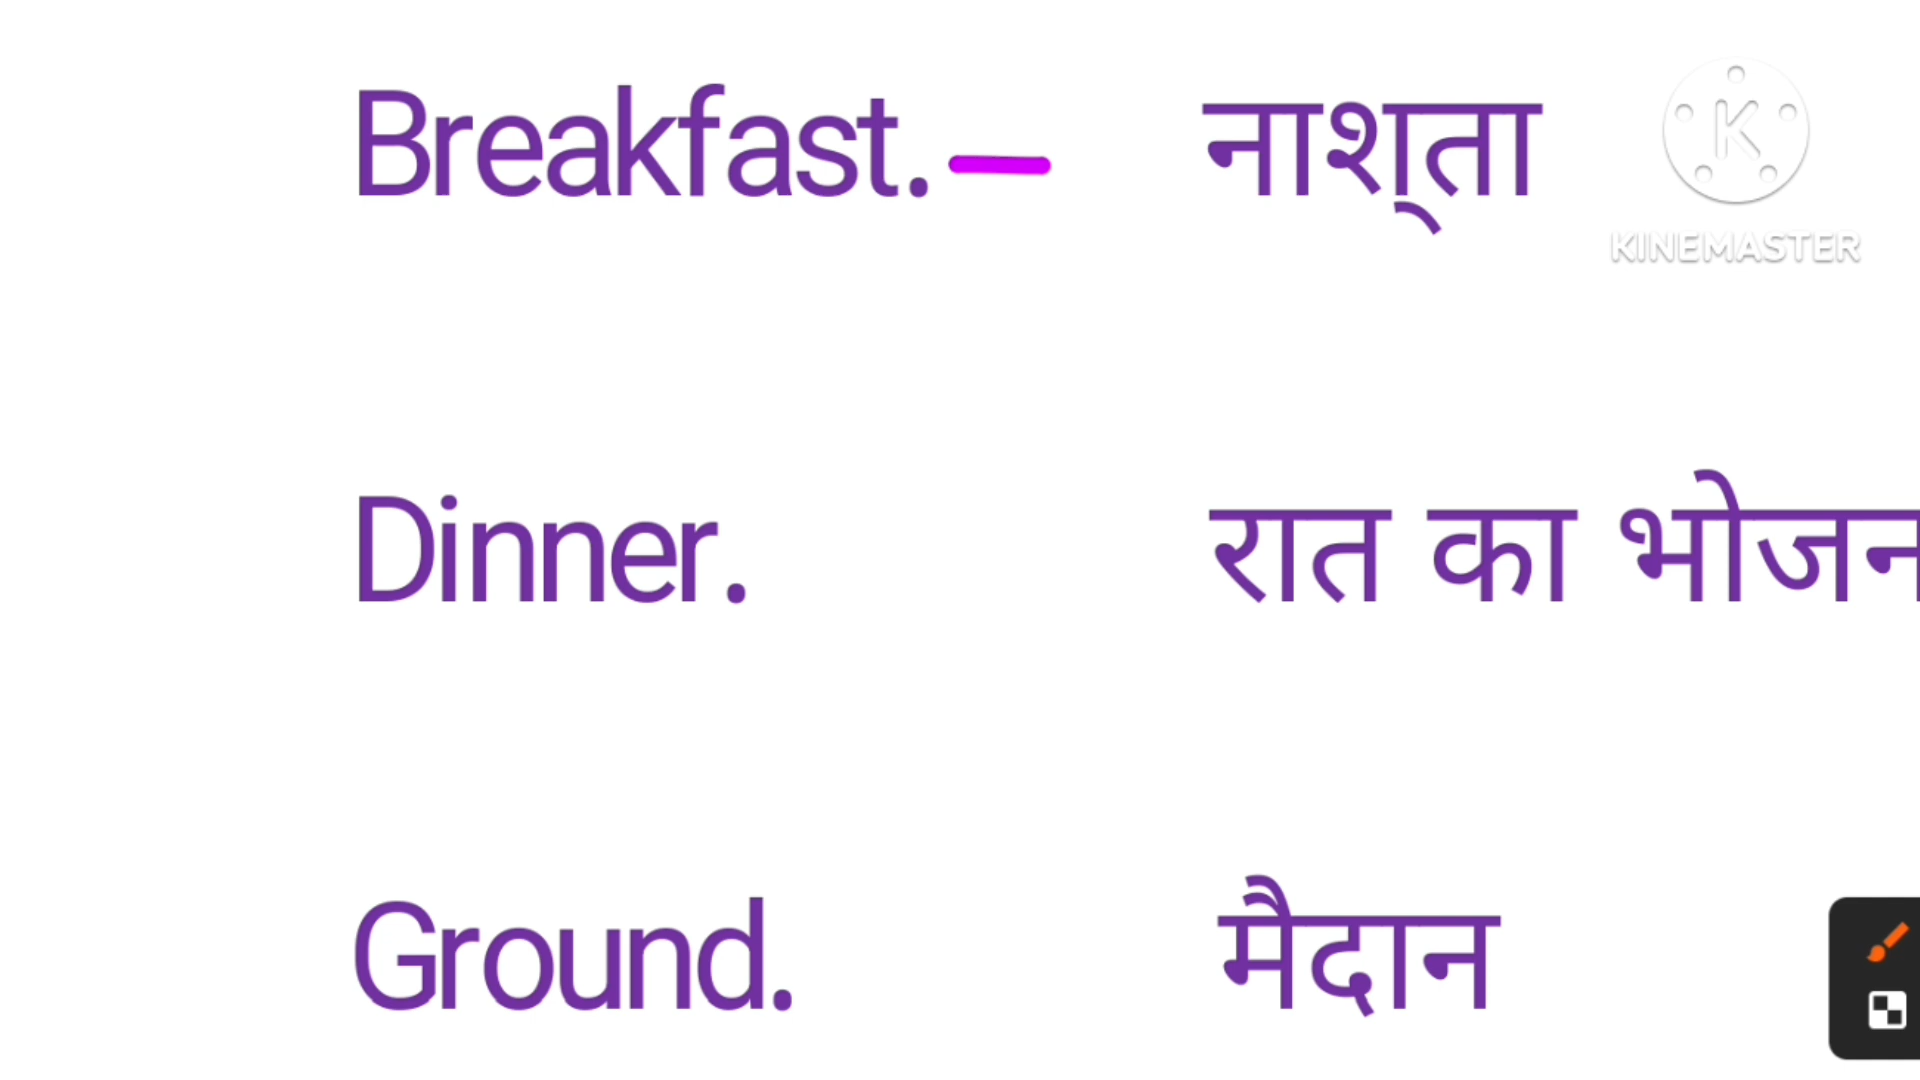 Breakfast. – नाश्‌ता
K
KINEMASTER
Dinner. रात का भोजन
Ground. मैदान